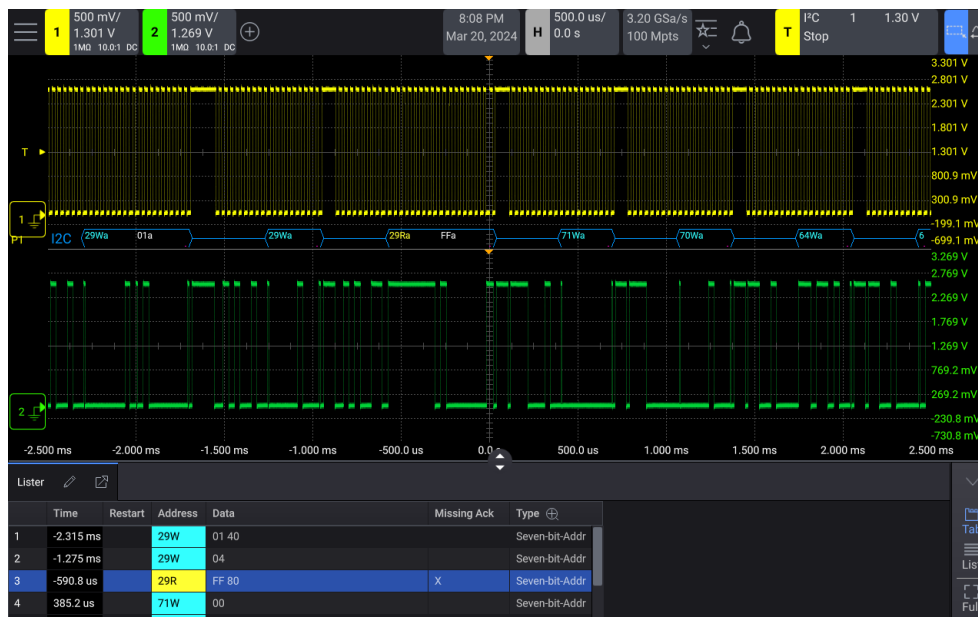 1 500 mV/ 1.301 V 1MΩ 10.0:1 DC
2 500 mV/ 1.269 V 1MΩ 10.0:1 DC
8:08 PM
Mar 20, 2024
H 500.0 us/ 0.0 s
3.20 GSa/s
100 Mpts
T I²C 1 1.30 V
Stop
3.301 V
2.801 V
2.301 V
1.801 V
T 1.301 V
800.9 mV
300.9 mV
1 -199.1 mV
P1 I2C 29Wa 01a 29Wa 29Ra FFa 71Wa 70Wa 64Wa 6 -699.1 mV
3.269 V
2.769 V
2.269 V
1.769 V
1.269 V
769.2 mV
269.2 mV
2 -230.8 mV
-730.8 mV
-2.500 ms -2.000 ms -1.500 ms -1.000 ms -500.0 us 0.0 500.0 us 1.000 ms 1.500 ms 2.000 ms 2.500 ms
Lister
Time Restart Address Data Missing Ack Type
1 -2.315 ms 29W 01 40 Seven-bit-Addr
2 -1.275 ms 29W 04 Seven-bit-Addr
3 -590.8 us 29R FF 80 X Seven-bit-Addr
4 385.2 us 71W 00 Seven-bit-Addr
Tab
Lis
Ful